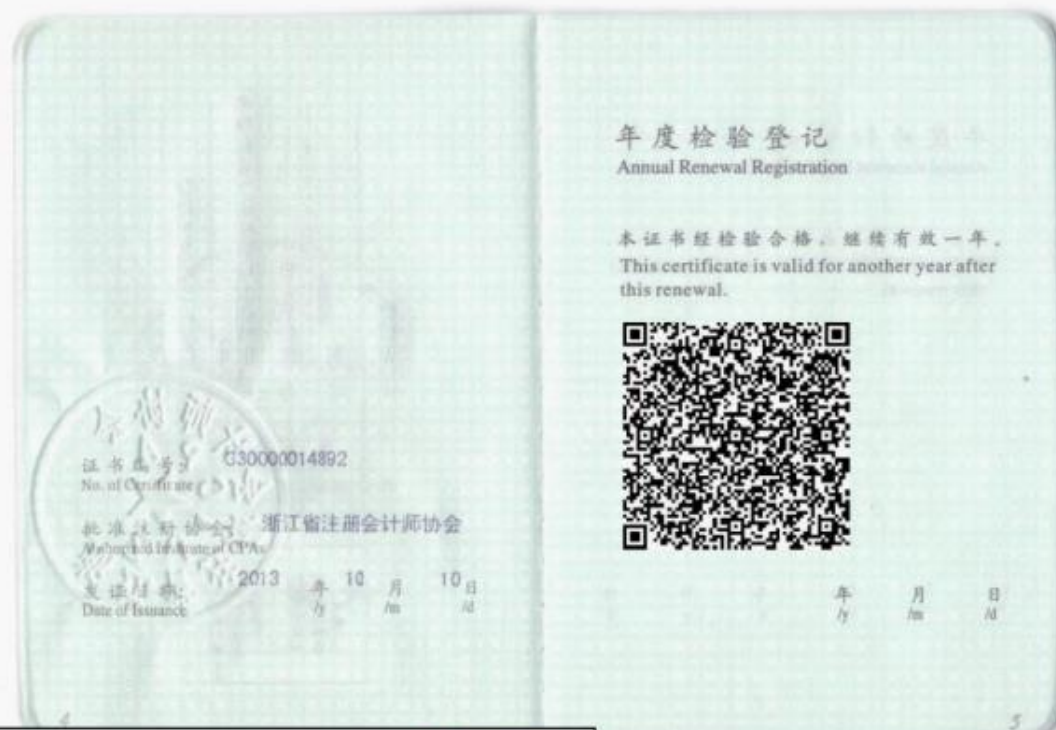 证书编号:
C30000014892
No. of Certificate
批准注册协会:
浙江省注册会计师协会
Authorized Institute of CPAs
发证日期:
2013 年 10 月 10 日
Date of Issuance /y /m /d
4
年度检验登记
Annual Renewal Registration
本证书经检验合格,继续有效一年。
This certificate is valid for another year after
this renewal.
年 月 日
/y /m /d
5